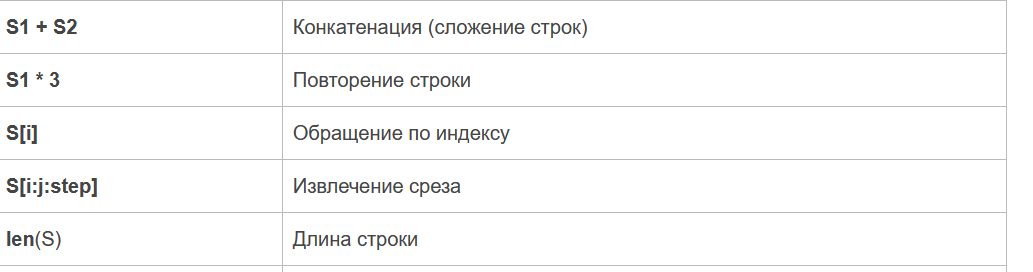 S1 + S2 Конкатенация (сложение строк)
S1 * 3 Повторение строки
S[i] Обращение по индексу
S[i:j:step] Извлечение среза
len(S) Длина строки